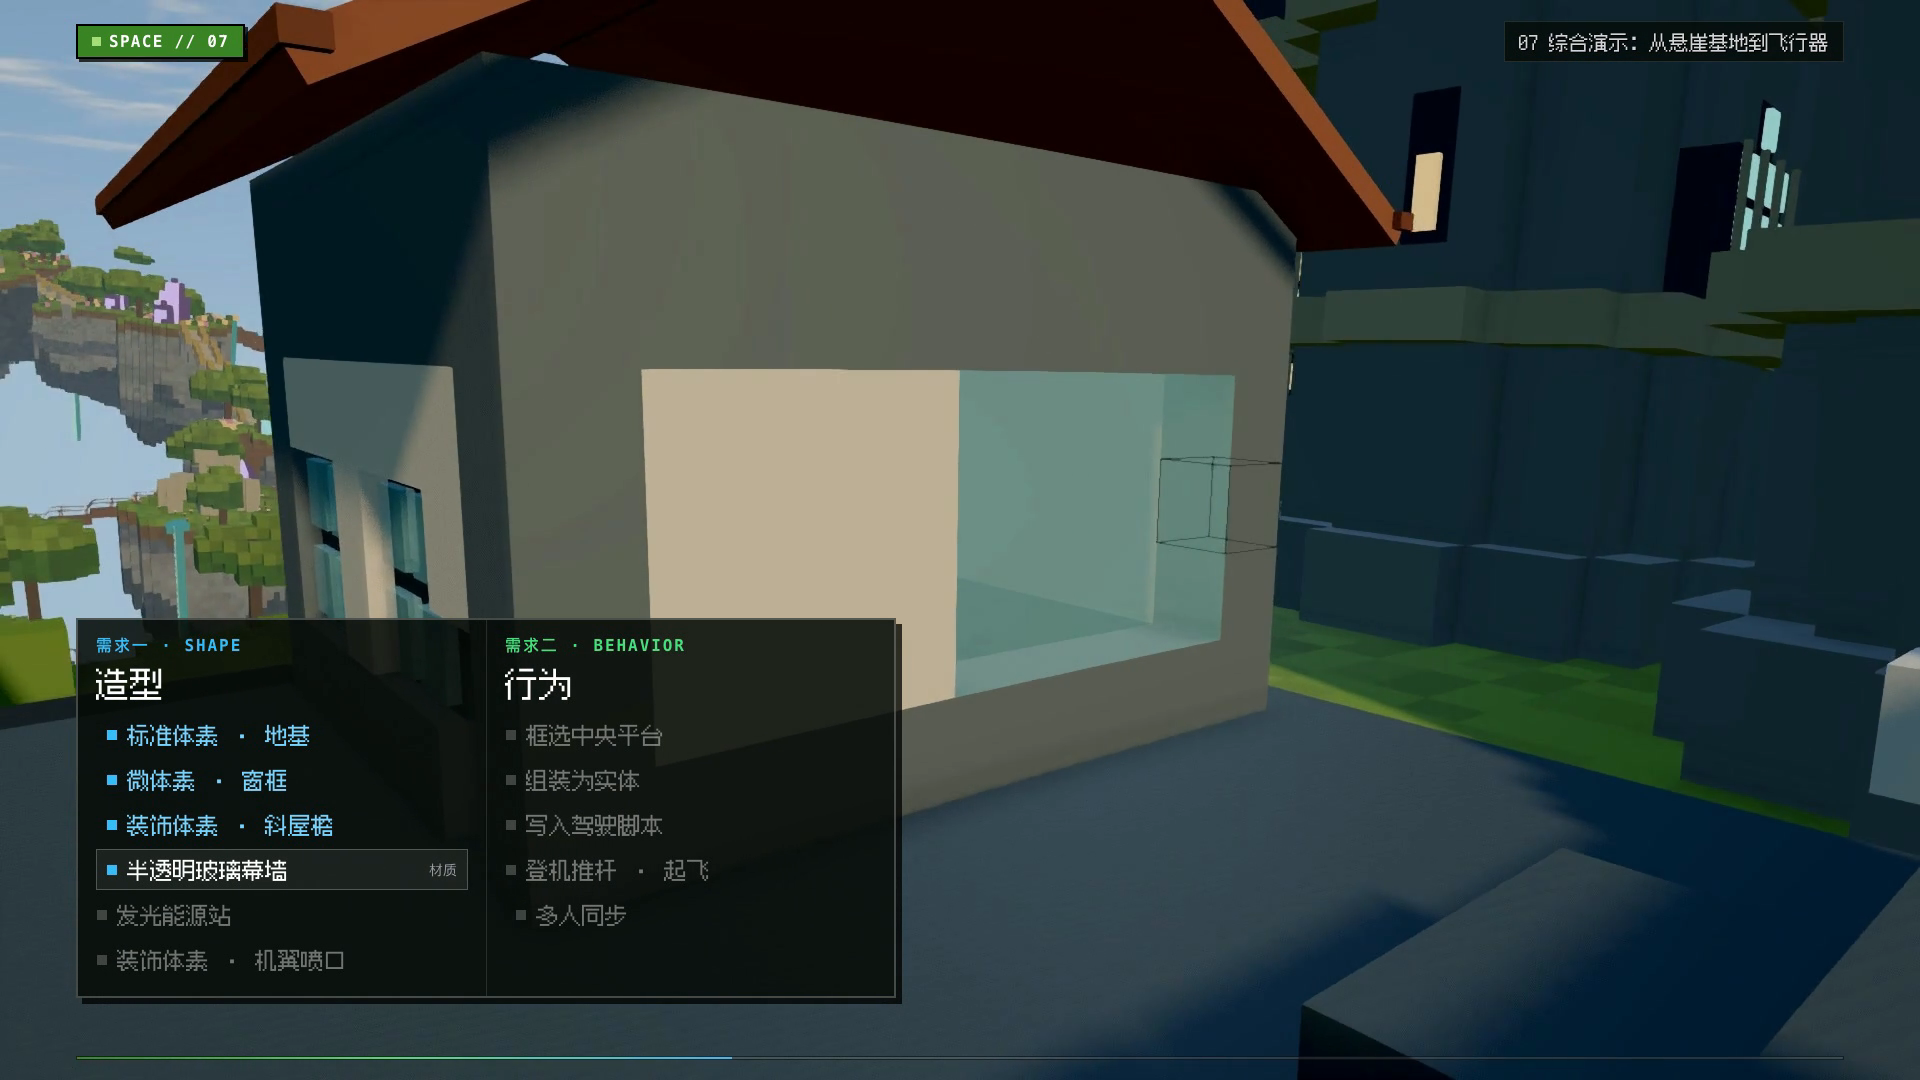 SPACE // 07
07 综合演示：从悬崖基地到飞行器
需求一 · SHAPE
造型
标准体素 · 地基
微体素 · 窗框
装饰体素 · 斜屋檐
半透明玻璃幕墙 材质
发光能源站
装饰体素 · 机翼喷口
需求二 · BEHAVIOR
行为
框选中央平台
组装为实体
写入驾驶脚本
登机推杆 · 起飞
多人同步